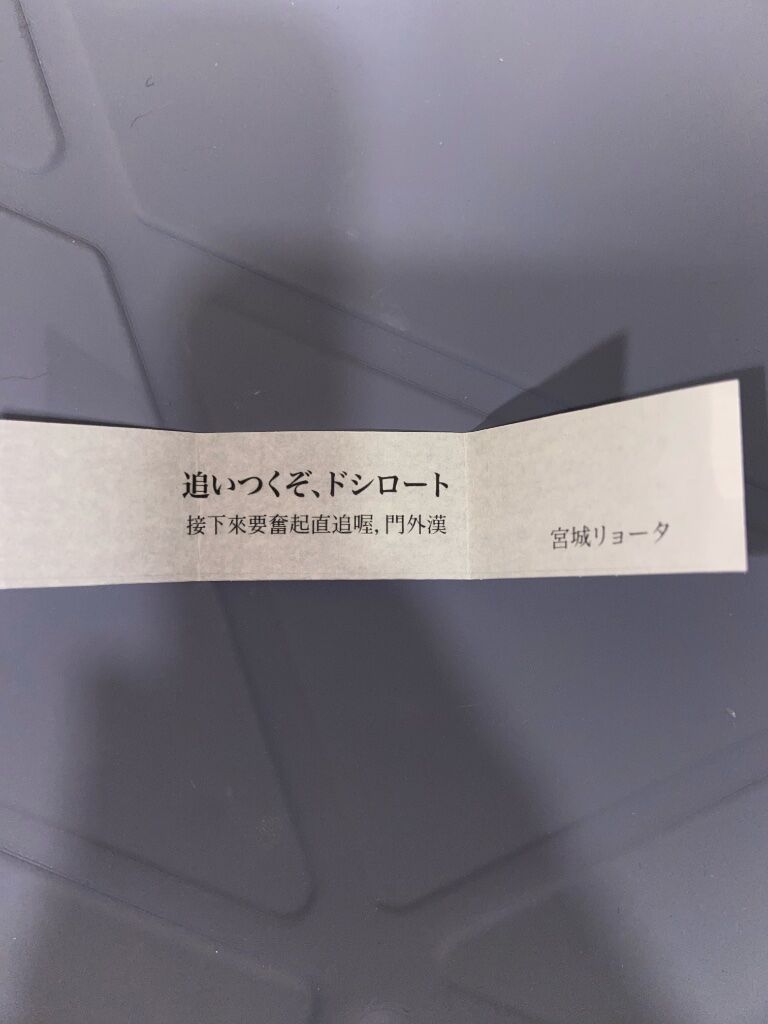 追いつくぞ、ドシロート
接下來要奮起直追喔, 門外漢
宮城リョータ